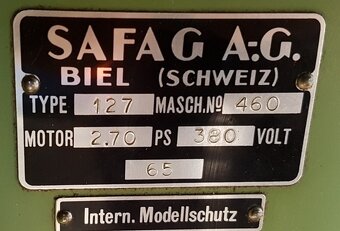 SAFAG A:G.
BIEL (SCHWEIZ)
TYPE 127 MASCH.No 460
MOTOR 2.70 PS 380 VOLT
65
Intern. Modellschutz